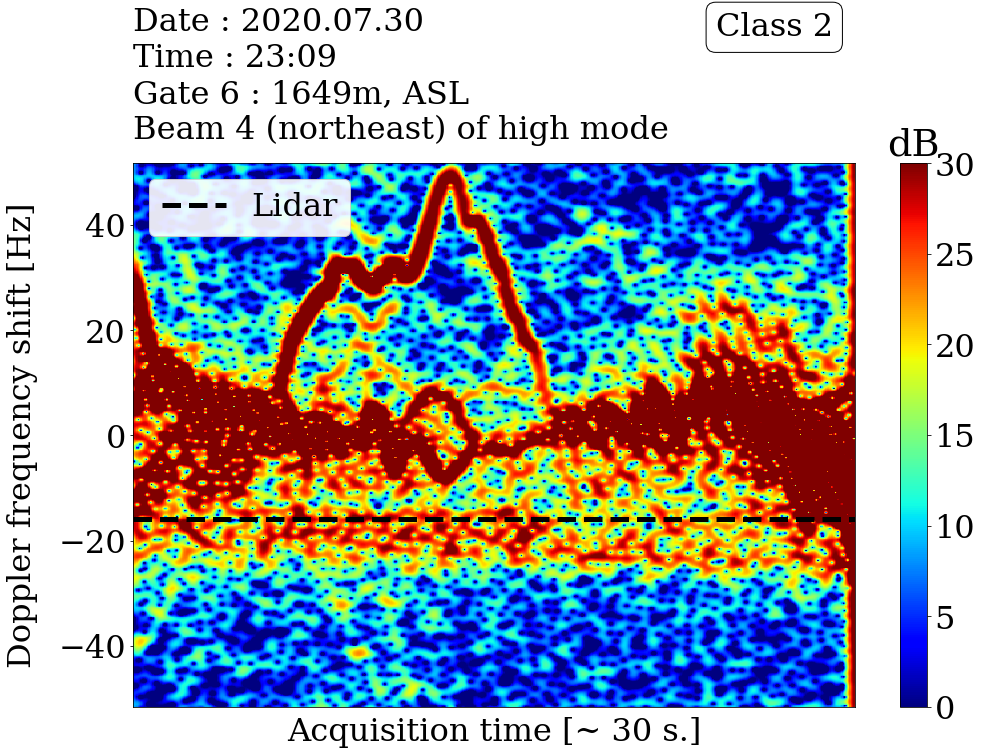 Date : 2020.07.30
Time : 23:09
Gate 6 : 1649m, ASL
Beam 4 (northeast) of high mode
Class 2
dB
Lidar
Doppler frequency shift [Hz]
40
20
0
−20
−40
30
25
20
15
10
5
0
Acquisition time [~ 30 s.]